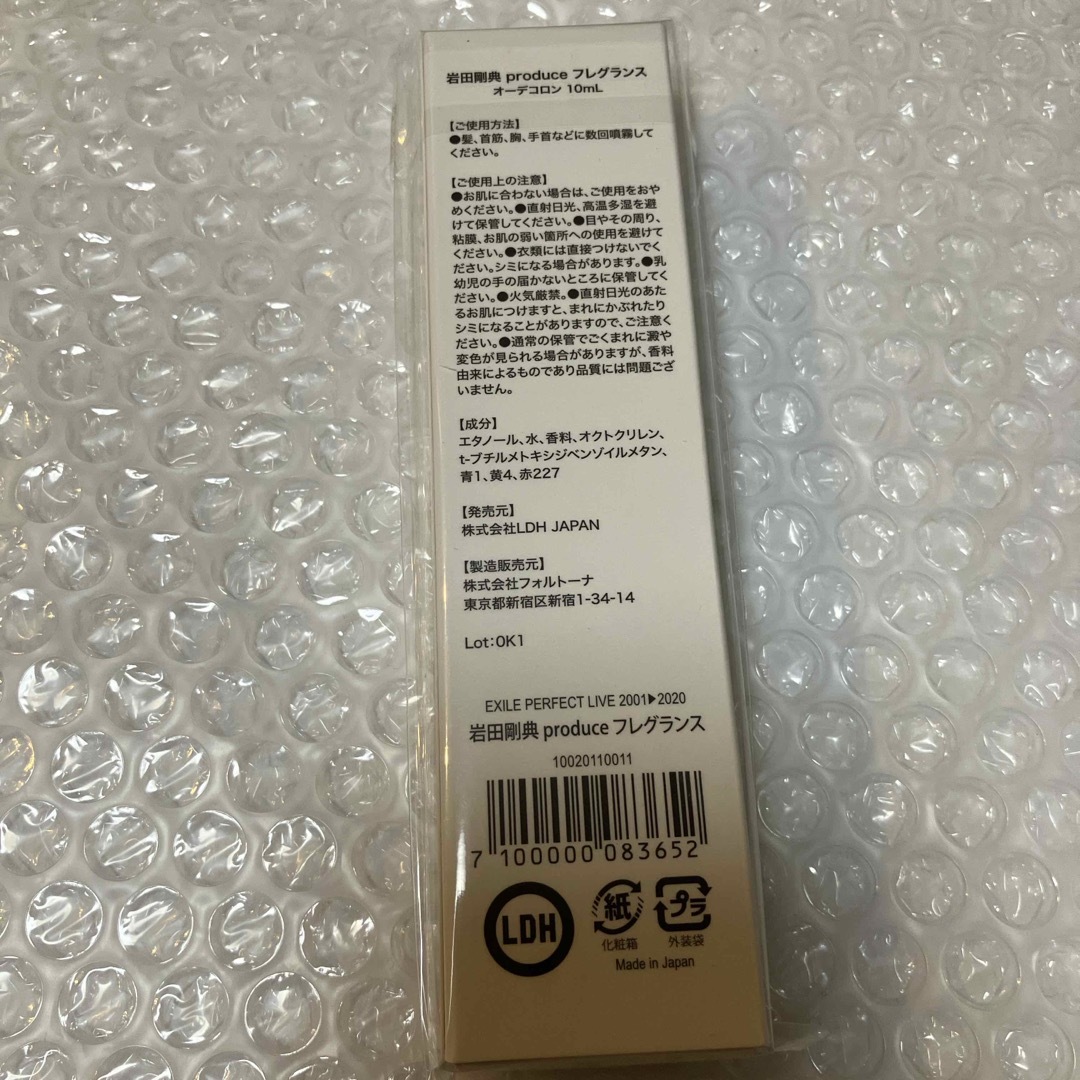 岩田剛典 produce フレグランス
オーデコロン 10mL
【ご使用方法】
●髪、首筋、胸、手首などに数回噴霧して
ください。
【ご使用上の注意】
●お肌に合わない場合は、ご使用をおや
めください。●直射日光、高温多湿を避
けて保管してください。●目やその周り、
粘膜、お肌の弱い箇所への使用を避けて
ください。●衣類には直接つけないでく
ださい。シミになる場合があります。●乳
幼児の手の届かないところに保管してく
ださい。●火気厳禁。●直射日光のあた
るお肌につけますと、まれにかぶれたり
シミになることがありますので、ご注意く
ださい。●通常の保管でごくまれに澱や
変色が見られる場合がありますが、香料
由来によるものであり品質には問題ござ
いません。
【成分】
エタノール、水、香料、オクトクリレン、
t-ブチルメトキシジベンゾイルメタン、
青1、黄4、赤227
【発売元】
株式会社LDH JAPAN
【製造販売元】
株式会社フォルトーナ
東京都新宿区新宿1-34-14
Lot:0K1
EXILE PERFECT LIVE 2001▶2020
岩田剛典 produce フレグランス
10020110011
7 100000 083652
LDH
紙
化粧箱
プラ
外装袋
Made in Japan